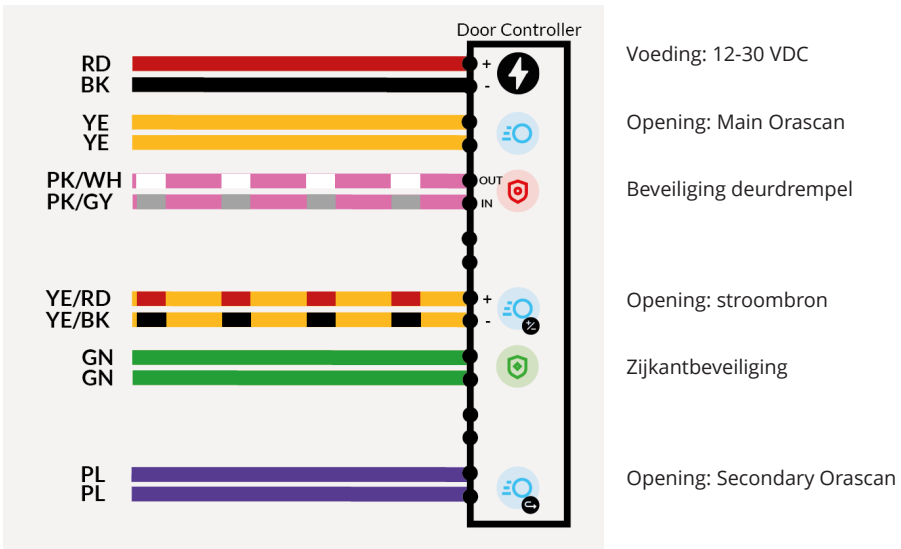 Door Controller
RD + Voeding: 12-30 VDC
BK -
YE Opening: Main Orascan
YE
PK/WH OUT Beveiliging deurdrempel
PK/GY IN
YE/RD + Opening: stroombron
YE/BK - +/-
GN Zijkantbeveiliging
GN
PL Opening: Secondary Orascan
PL